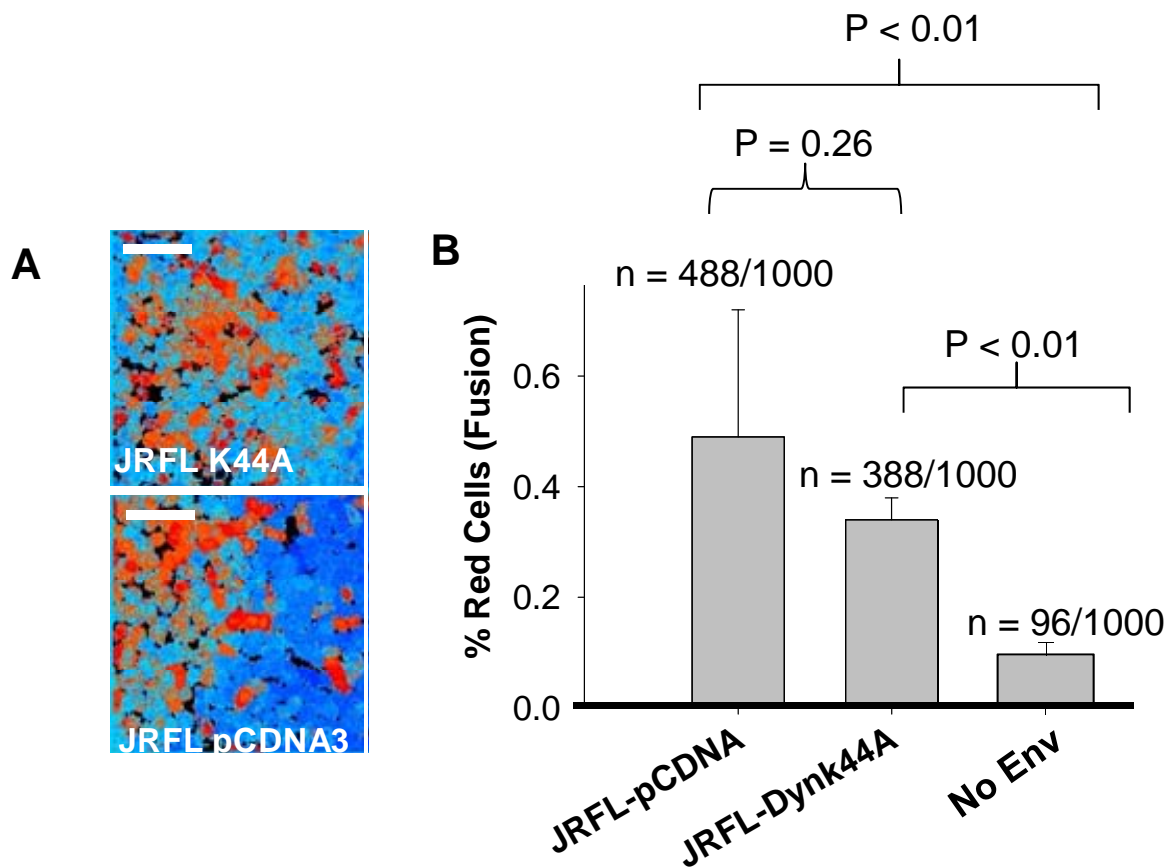 A
JRFL K44A
JRFL pCDNA3
B
P < 0.01
P = 0.26
n = 488/1000
P < 0.01
n = 388/1000
n = 96/1000
% Red Cells (Fusion)
0.6
0.4
0.2
0.0
JRFL-pCDNA
JRFL-Dynk44A
No Env